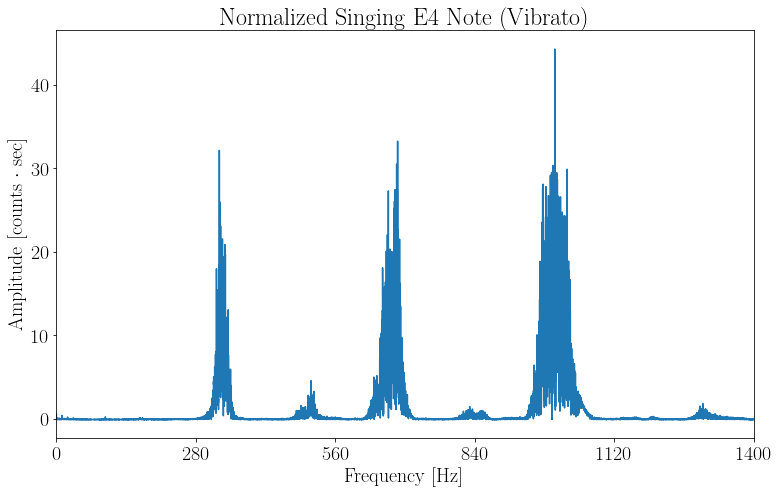 Normalized Singing E4 Note (Vibrato)
Amplitude [counts · sec]
40
30
20
10
0
0 280 560 840 1120 1400
Frequency [Hz]